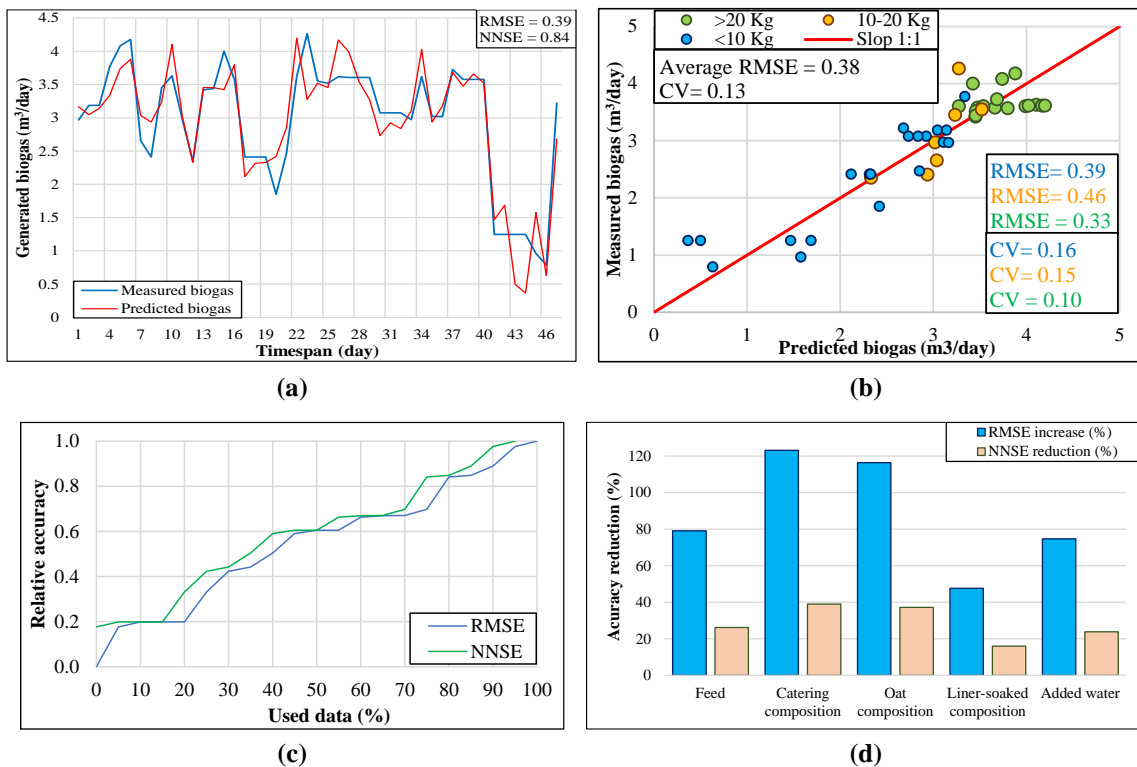 RMSE = 0.39
NNSE = 0.84
4.5
4
3.5
3
2.5
2
1.5
1
0.5
0
Generated biogas (m³/day)
Measured biogas
Predicted biogas
1 4 7 10 13 16 19 22 25 28 31 34 37 40 43 46
Timespan (day)
(a)
>20 Kg 10-20 Kg
<10 Kg Slop 1:1
Average RMSE = 0.38
CV= 0.13
5
4
3
2
1
0
Measured biogas (m³/day)
RMSE= 0.39
RMSE= 0.46
RMSE = 0.33
CV= 0.16
CV= 0.15
CV = 0.10
0 1 2 3 4 5
Predicted biogas (m3/day)
(b)
1.0
0.8
0.6
0.4
0.2
0.0
Relative accuracy
RMSE
NNSE
0 10 20 30 40 50 60 70 80 90 100
Used data (%)
(c)
RMSE increase (%)
NNSE reduction (%)
120
100
80
60
40
20
0
Acuracy reduction (%)
Feed Catering Oat Liner-soaked Added water
composition composition composition
(d)